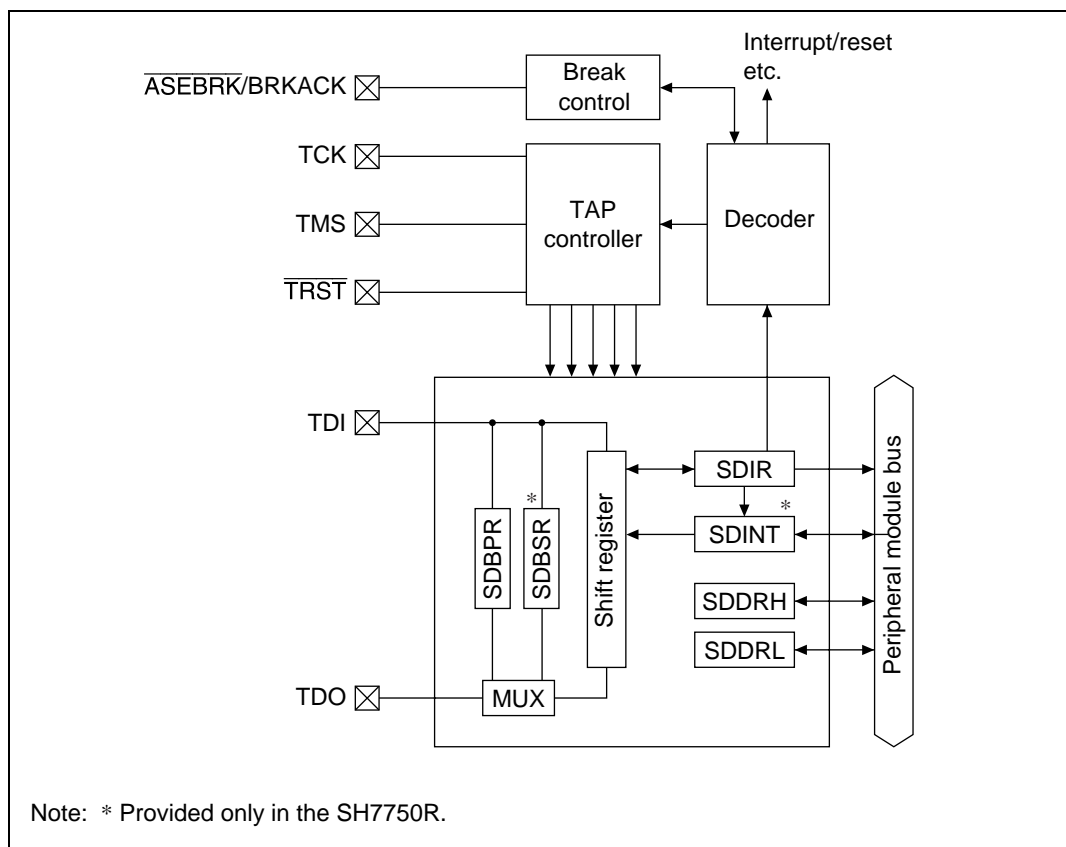 Interrupt/reset
etc.
ASEBRK/BRKACK
Break
control
TCK
TMS
TRST
TAP
controller
Decoder
TDI
TDO
SDBPR
*
SDBSR
Shift register
MUX
SDIR
*
SDINT
SDDRH
SDDRL
Peripheral module bus
Note: * Provided only in the SH7750R.